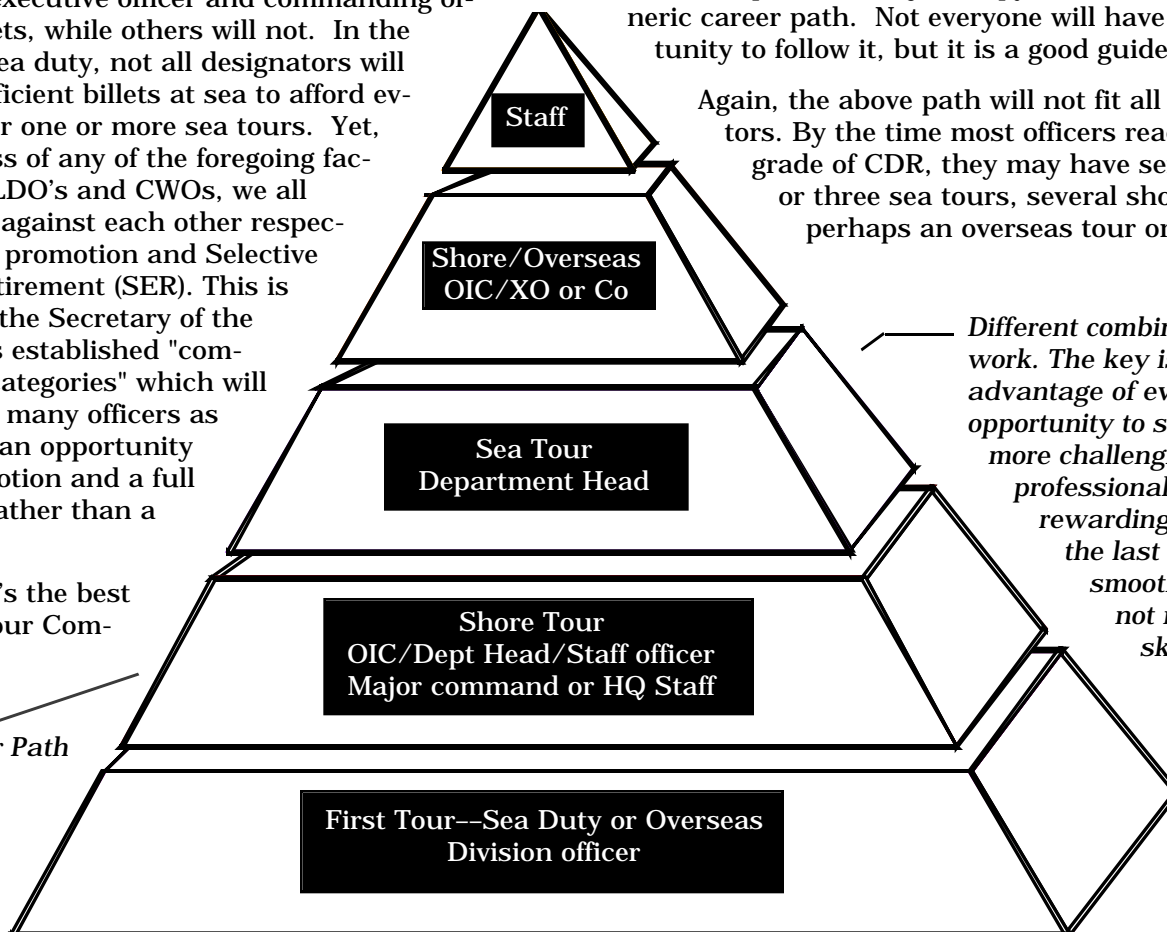 executive officer and commanding of-
ets, while others will not. In the
sea duty, not all designators will
ficient billets at sea to afford ev-
r one or more sea tours. Yet,
ss of any of the foregoing fac-
LDO's and CWOs, we all
against each other respec-
promotion and Selective
tirement (SER). This is
the Secretary of the
s established "com-
ategories" which will
many officers as
an opportunity
otion and a full
ather than a
's the best
our Com-
r Path
neric career path. Not everyone will have
tunity to follow it, but it is a good guide
Again, the above path will not fit all
tors. By the time most officers reac
grade of CDR, they may have se
or three sea tours, several sho
perhaps an overseas tour or
Different combin
work. The key is
advantage of ev
opportunity to s
more challengi
professional
rewarding
the last
smoot
not r
sk
Staff
Shore/Overseas
OIC/XO or Co
Sea Tour
Department Head
Shore Tour
OIC/Dept Head/Staff officer
Major command or HQ Staff
First Tour--Sea Duty or Overseas
Division officer